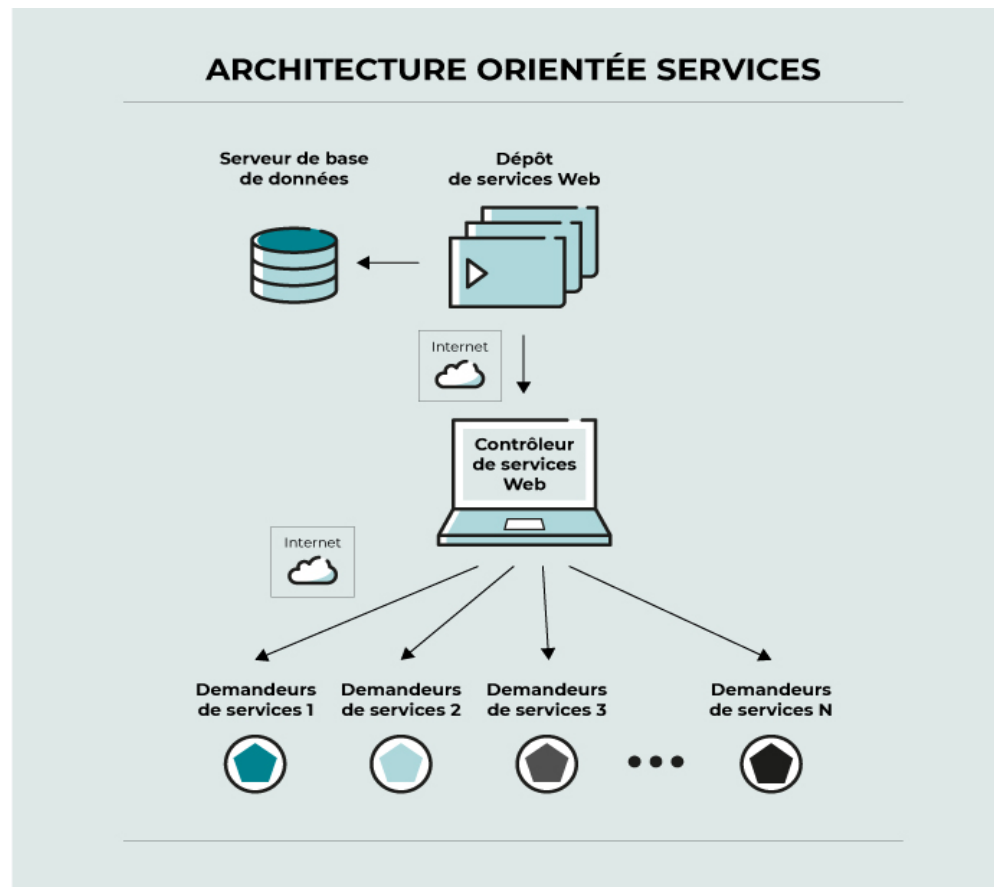 ARCHITECTURE ORIENTÉE SERVICES
Serveur de base
de données
Dépôt
de services Web
Internet
Contrôleur
de services
Web
Internet
Demandeurs
de services 1
Demandeurs
de services 2
Demandeurs
de services 3
Demandeurs
de services N